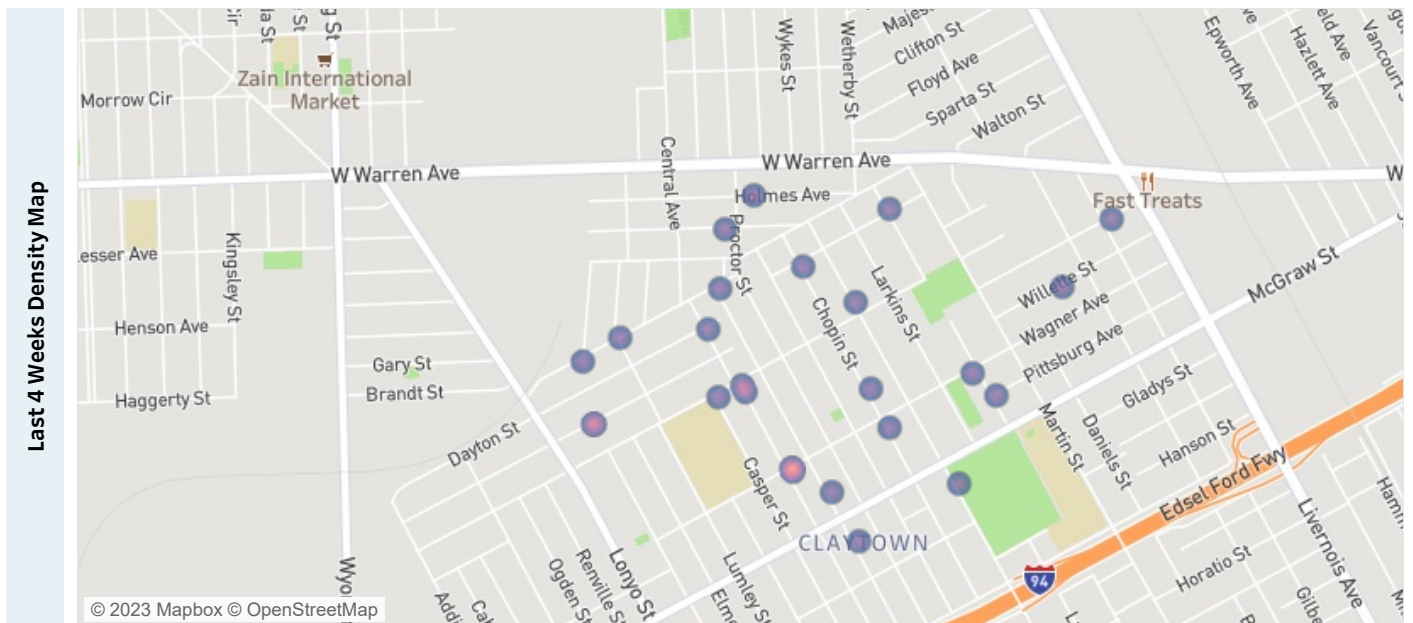 Last 4 Weeks Density Map
Zain International
Market
Morrow Cir
W Warren Ave
W Warren Ave
Central Ave
Wykes St
Wetherby St
Clifton St
Floyd Ave
Sparta St
Walton St
Epworth Ave
Hazlett Ave
Holmes Ave
Proctor St
Fast Treats
Kingsley St
Henson Ave
Haggerty St
Gary St
Brandt St
Chopin St
Larkins St
Willette St
Wagner Ave
Pittsburg Ave
McGraw St
Gladys St
Hanson St
Martin St
Daniels St
Dayton St
Casper St
CLAYTOWN
Edsel Ford Fwy
94
Livernois Ave
Horatio St
Lonyo St
Renville St
Ogden St
Lumley St
© 2023 Mapbox © OpenStreetMap